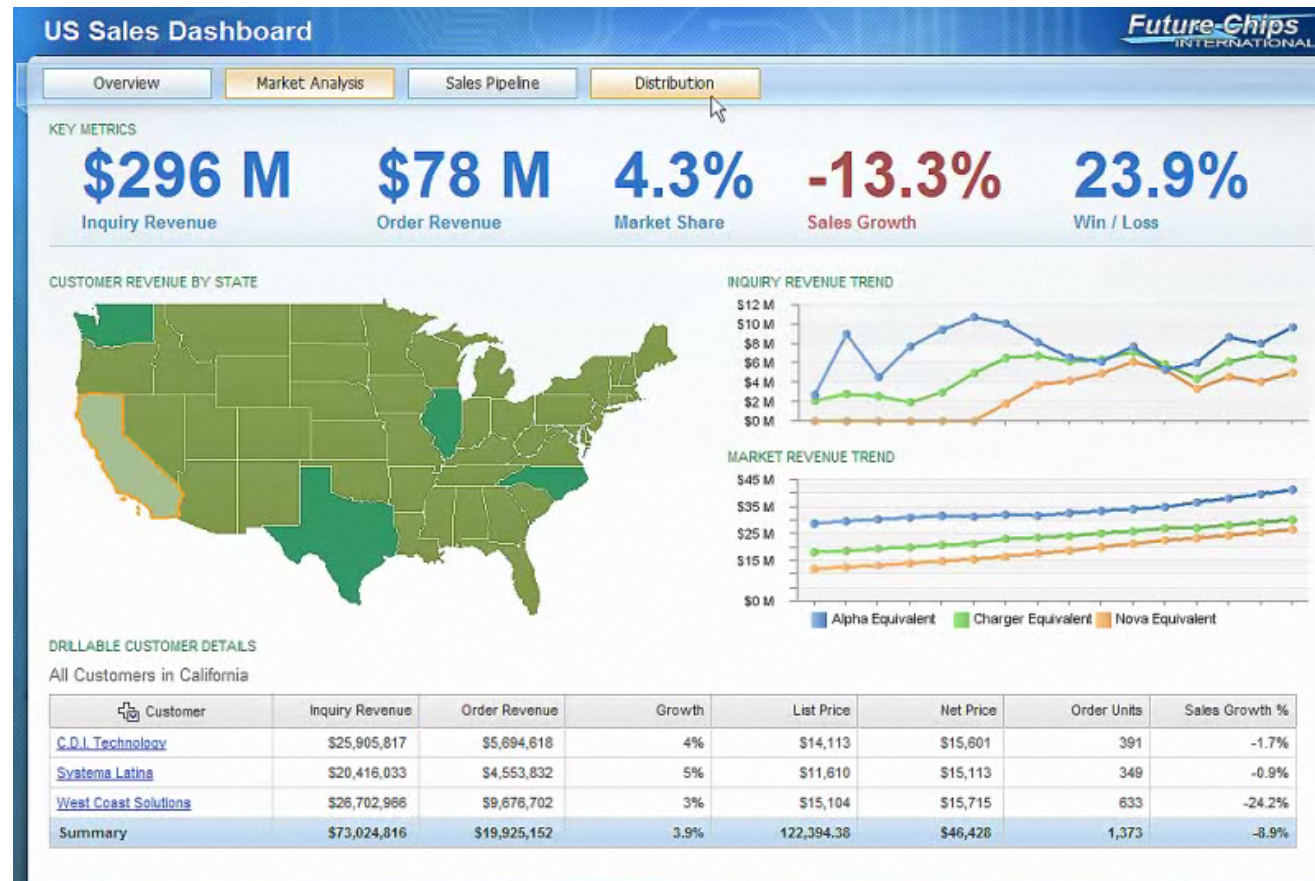 US Sales Dashboard
Future Chips
INTERNATIONAL
Overview Market Analysis Sales Pipeline Distribution
KEY METRICS
$296 M $78 M 4.3% -13.3% 23.9%
Inquiry Revenue Order Revenue Market Share Sales Growth Win / Loss
CUSTOMER REVENUE BY STATE
INQUIRY REVENUE TREND
$12 M
$10 M
$8 M
$6 M
$4 M
$2 M
$0 M
MARKET REVENUE TREND
$45 M
$35 M
$25 M
$15 M
$0 M
Alpha Equivalent Charger Equivalent Nova Equivalent
DRILLABLE CUSTOMER DETAILS
All Customers in California
Customer Inquiry Revenue Order Revenue Growth List Price Net Price Order Units Sales Growth %
C.D.I. Technology $25,905,817 $5,694,618 4% $14,113 $15,601 391 -1.7%
Systema Latina $20,416,033 $4,553,832 5% $11,610 $15,113 349 -0.9%
West Coast Solutions $26,702,966 $9,676,702 3% $15,104 $15,715 633 -24.2%
Summary $73,024,816 $19,925,152 3.9% 122,394.38 $46,428 1,373 -8.9%